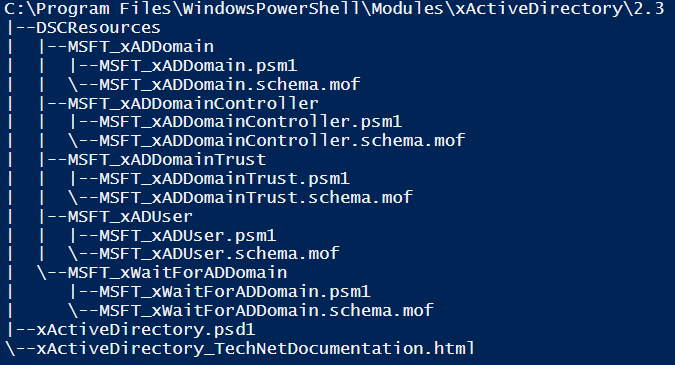 C:\Program Files\WindowsPowerShell\Modules\xActiveDirectory\2.3
|--DSCResources
|  |--MSFT_xADDomain
|  |  |--MSFT_xADDomain.psm1
|  |  \--MSFT_xADDomain.schema.mof
|  |--MSFT_xADDomainController
|  |  |--MSFT_xADDomainController.psm1
|  |  \--MSFT_xADDomainController.schema.mof
|  |--MSFT_xADDomainTrust
|  |  |--MSFT_xADDomainTrust.psm1
|  |  \--MSFT_xADDomainTrust.schema.mof
|  |--MSFT_xADUser
|  |  |--MSFT_xADUser.psm1
|  |  \--MSFT_xADUser.schema.mof
|  \--MSFT_xWaitForADDomain
|     |--MSFT_xWaitForADDomain.psm1
|     \--MSFT_xWaitForADDomain.schema.mof
|--xActiveDirectory.psd1
\--xActiveDirectory_TechNetDocumentation.html